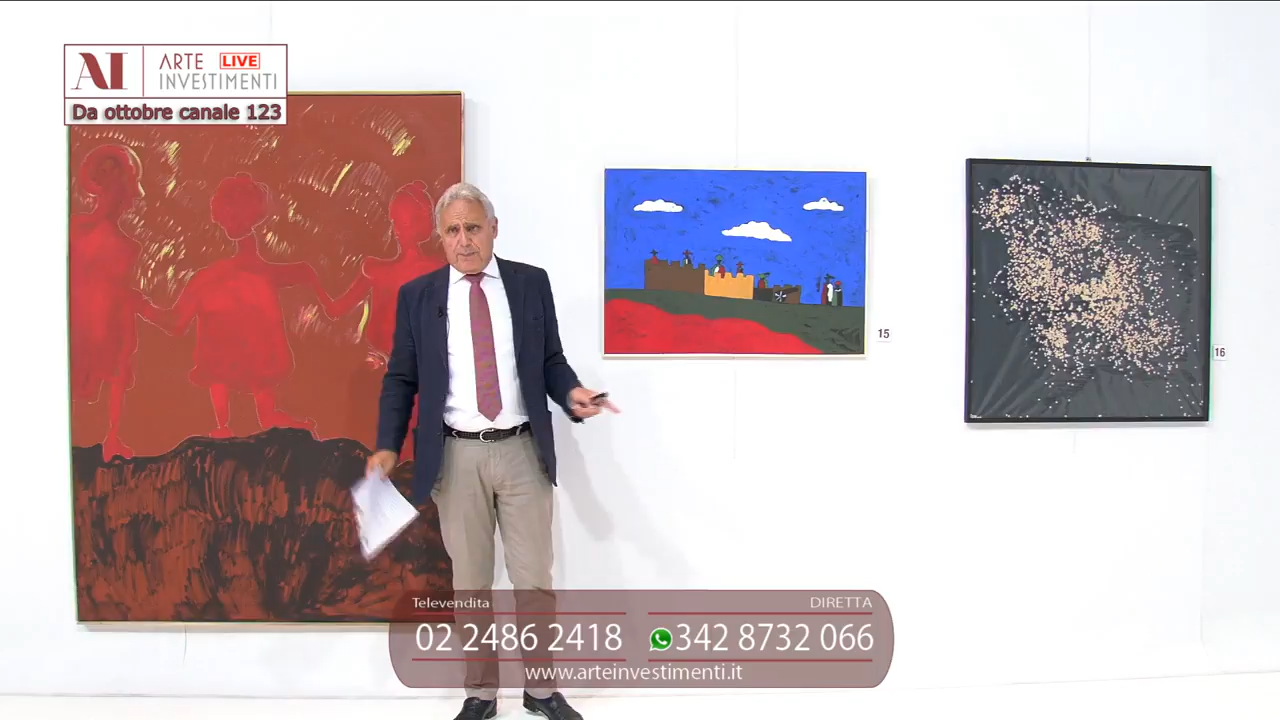 AI
ARTE LIVE
INVESTIMENTI
Da ottobre canale 123
15
16
Televendita
DIRETTA
02 2486 2418
342 8732 066
www.arteinvestimenti.it